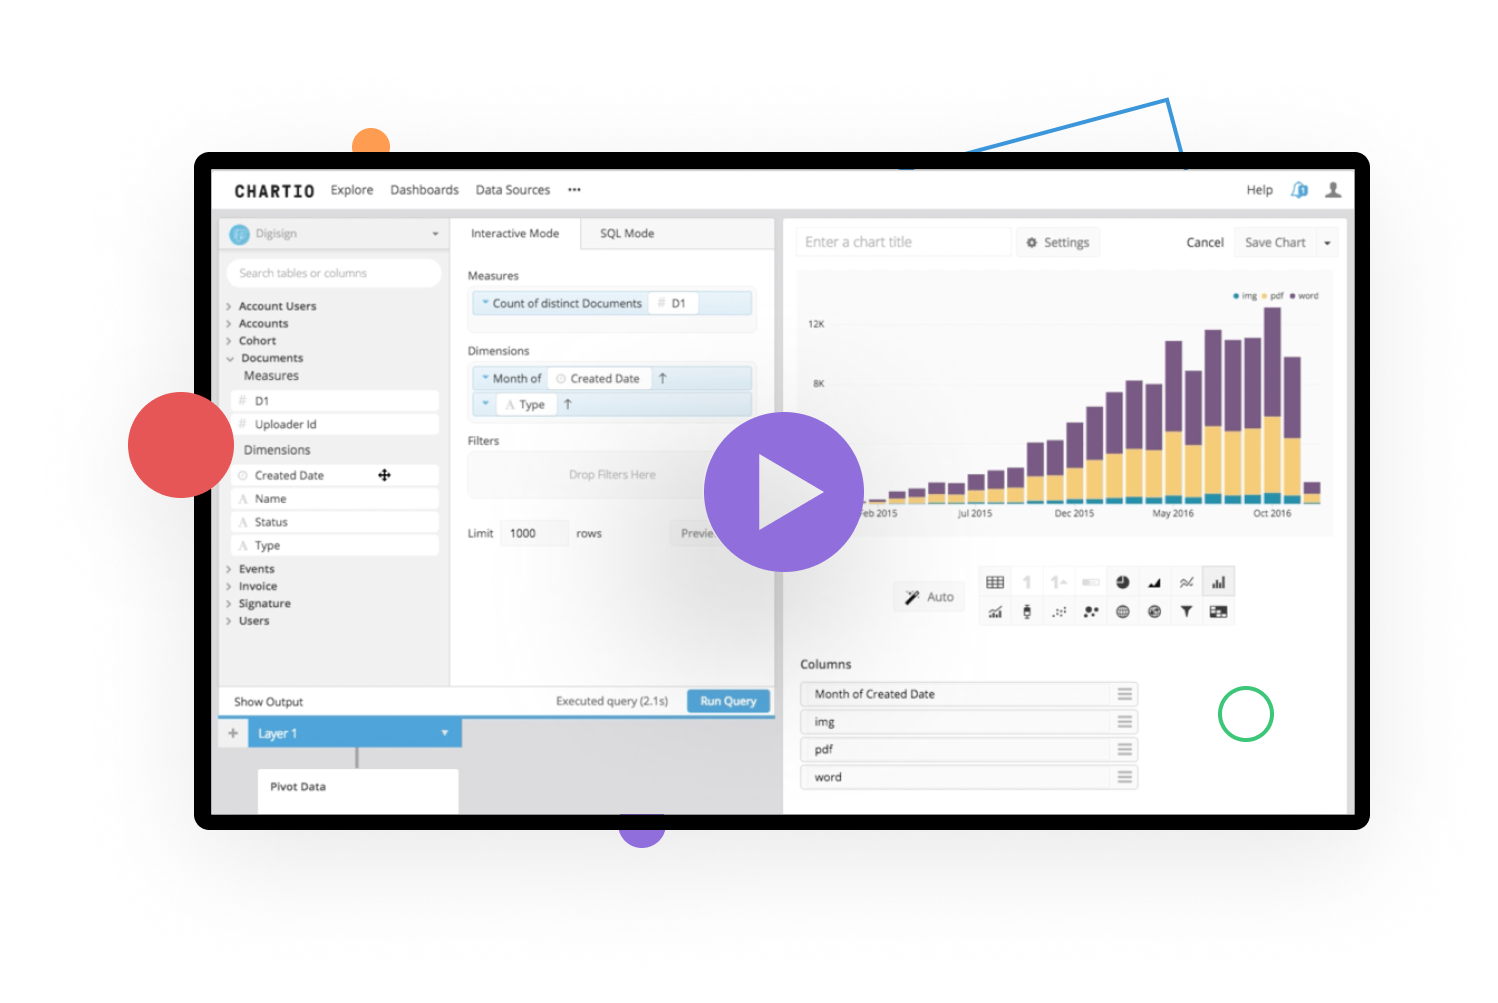 CHARTIO Explore Dashboards Data Sources ••• Help
Digisign
Search tables or columns
Account Users
Accounts
Cohort
Documents
Measures
# D1
# Uploader Id
Dimensions
Created Date
A Name
A Status
A Type
Events
Invoice
Signature
Users
Interactive Mode SQL Mode
Measures
Count of distinct Documents # D1
Dimensions
Month of Created Date ↑
A Type ↑
Filters
Drop Filters Here
Limit 1000 rows
Show Output Executed query (2.1s) Run Query
+ Layer 1
Pivot Data
Enter a chart title Settings Cancel Save Chart
img pdf word
12K
8K
2015 Jul 2015 Dec 2015 May 2016 Oct 2016
Auto
1 1
Columns
Month of Created Date
img
pdf
word